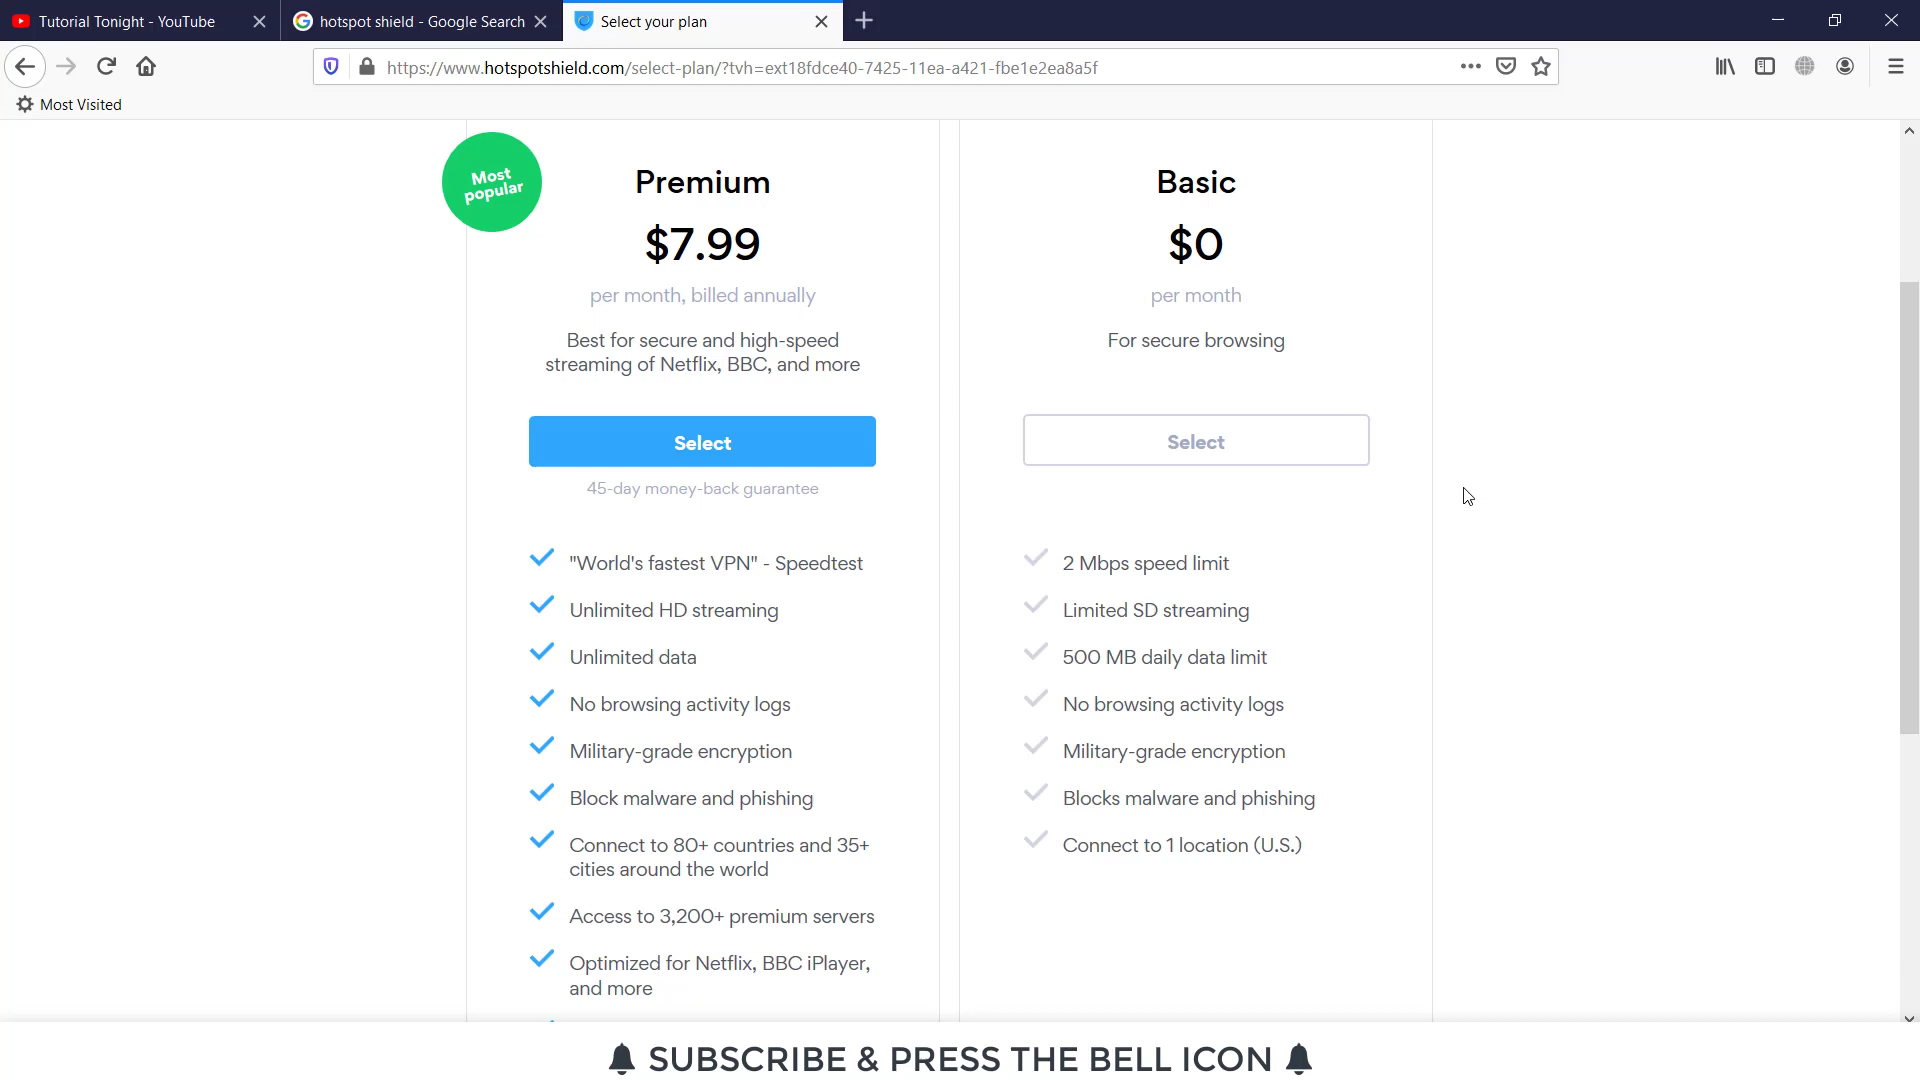 Tutorial Tonight - YouTube
hotspot shield - Google Search
Select your plan
https://www.hotspotshield.com/select-plan/?tvh=ext18fdce40-7425-11ea-a421-fbe1e2ea8a5f
Most Visited
Most
popular
Premium
$7.99
per month, billed annually
Best for secure and high-speed
streaming of Netflix, BBC, and more
Select
45-day money-back guarantee
"World's fastest VPN" - Speedtest
Unlimited HD streaming
Unlimited data
No browsing activity logs
Military-grade encryption
Block malware and phishing
Connect to 80+ countries and 35+
cities around the world
Access to 3,200+ premium servers
Optimized for Netflix, BBC iPlayer,
and more
Basic
$0
per month
For secure browsing
Select
2 Mbps speed limit
Limited SD streaming
500 MB daily data limit
No browsing activity logs
Military-grade encryption
Blocks malware and phishing
Connect to 1 location (U.S.)
SUBSCRIBE & PRESS THE BELL ICON